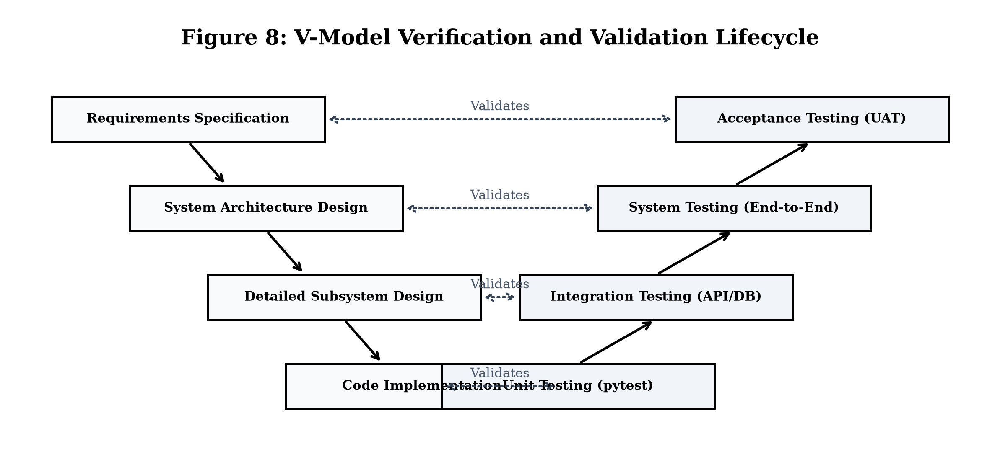 Figure 8: V-Model Verification and Validation Lifecycle
Requirements Specification
Validates
Acceptance Testing (UAT)
System Architecture Design
Validates
System Testing (End-to-End)
Detailed Subsystem Design
Validates
Integration Testing (API/DB)
Code Implementation
Validates
Unit Testing (pytest)